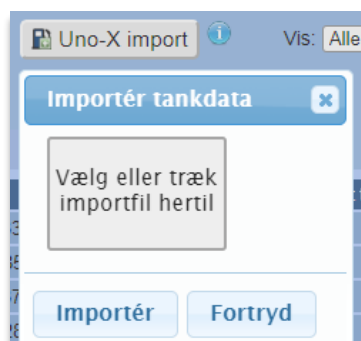 Uno-X import
Vis: Alle
Importér tankdata
Vælg eller træk
importfil hertil
Importér
Fortryd